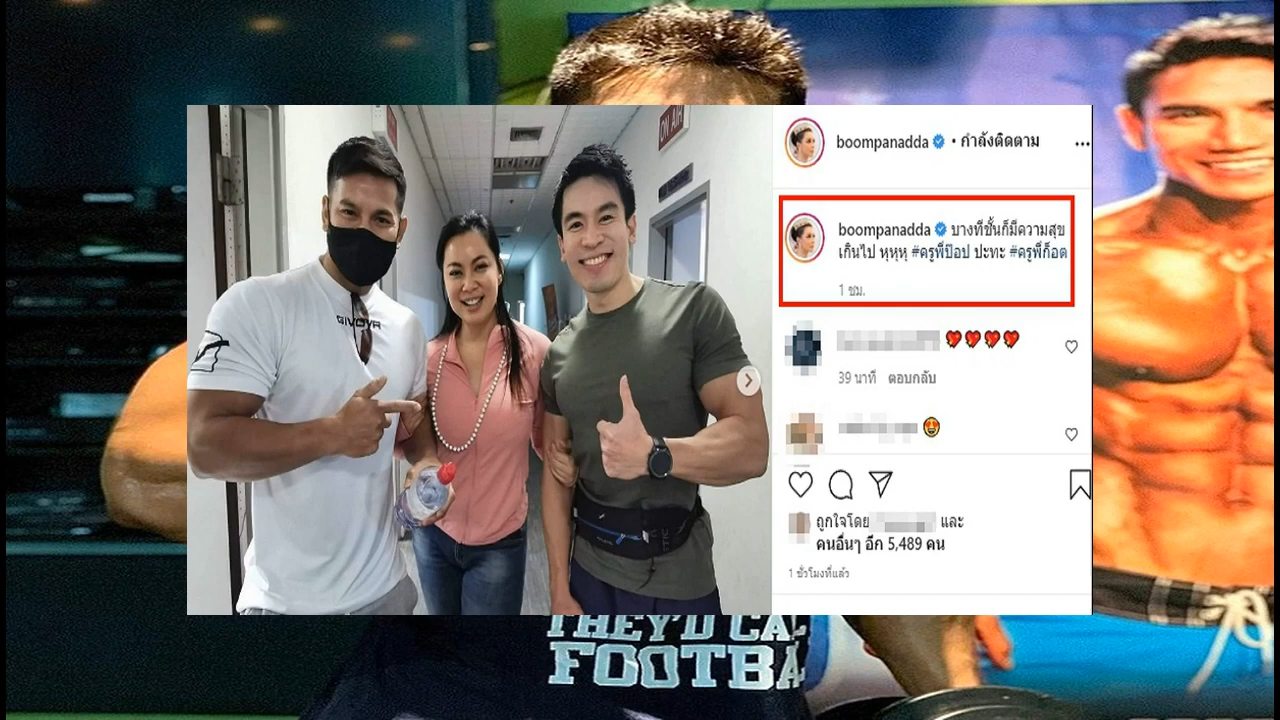 ON AIR
GIVOVA
boompanadda • กำลังติดตาม
boompanadda บางทีชั้นก็มีความสุข
เกินไป หุหุหุ #ครูพี่ป๊อป ปะทะ #ครูพี่ก็อต
1 ชม.
39 นาที ตอบกลับ
ถูกใจโดย และ
คนอื่นๆ อีก 5,489 คน
1 ชั่วโมงที่แล้ว
THEY'D CAL
FOOTBA